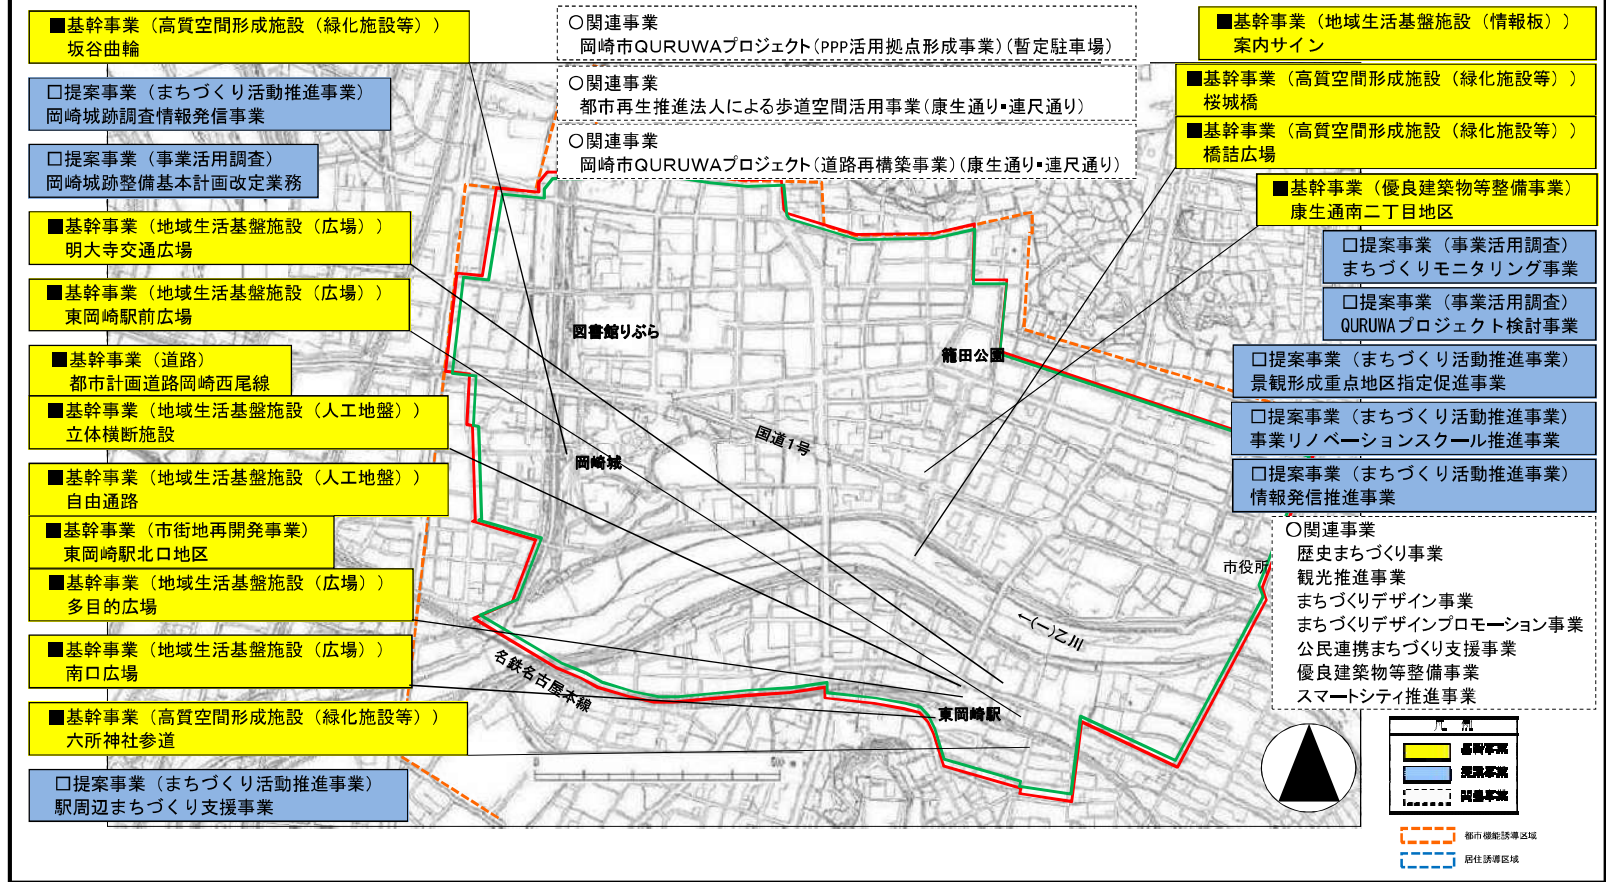 ■基幹事業（高質空間形成施設（緑化施設等））
坂谷曲輪
□提案事業（まちづくり活動推進事業）
岡崎城跡調査情報発信事業
□提案事業（事業活用調査）
岡崎城跡整備基本計画改定業務
■基幹事業（地域生活基盤施設（広場））
明大寺交通広場
■基幹事業（地域生活基盤施設（広場））
東岡崎駅前広場
■基幹事業（道路）
都市計画道路岡崎西尾線
■基幹事業（地域生活基盤施設（人工地盤））
立体横断施設
■基幹事業（地域生活基盤施設（人工地盤））
自由通路
■基幹事業（市街地再開発事業）
東岡崎駅北口地区
■基幹事業（地域生活基盤施設（広場））
多目的広場
■基幹事業（地域生活基盤施設（広場））
南口広場
■基幹事業（高質空間形成施設（緑化施設等））
六所神社参道
□提案事業（まちづくり活動推進事業）
駅周辺まちづくり支援事業
○関連事業
岡崎市QURUWAプロジェクト（PPP活用拠点形成事業）（暫定駐車場）
○関連事業
都市再生推進法人による歩道空間活用事業（康生通り・連尺通り）
○関連事業
岡崎市QURUWAプロジェクト（道路再構築事業）（康生通り・連尺通り）
図書館りぶら
籠田公園
国道1号
岡崎城
市役所
←(一)乙川
名鉄名古屋本線
東岡崎駅
■基幹事業（地域生活基盤施設（情報板））
案内サイン
■基幹事業（高質空間形成施設（緑化施設等））
桜城橋
■基幹事業（高質空間形成施設（緑化施設等））
橋詰広場
■基幹事業（優良建築物等整備事業）
康生通南二丁目地区
□提案事業（事業活用調査）
まちづくりモニタリング事業
□提案事業（事業活用調査）
QURUWAプロジェクト検討事業
□提案事業（まちづくり活動推進事業）
景観形成重点地区指定促進事業
□提案事業（まちづくり活動推進事業）
事業リノベーションスクール推進事業
□提案事業（まちづくり活動推進事業）
情報発信推進事業
○関連事業
歴史まちづくり事業
観光推進事業
まちづくりデザイン事業
まちづくりデザインプロモーション事業
公民連携まちづくり支援事業
優良建築物等整備事業
スマートシティ推進事業
凡 例
基幹事業
提案事業
関連事業
都市機能誘導区域
居住誘導区域